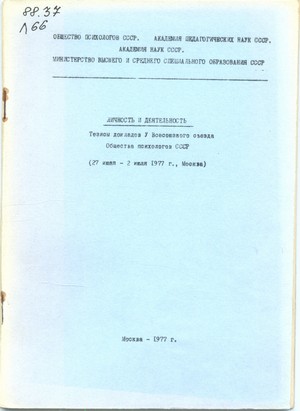 88.37
Л66
ОБЩЕСТВО ПСИХОЛОГОВ СССР. АКАДЕМИЯ ПЕДАГОГИЧЕСКИХ НАУК СССР.
АКАДЕМИЯ НАУК СССР.
МИНИСТЕРСТВО ВЫСШЕГО И СРЕДНЕГО СПЕЦИАЛЬНОГО ОБРАЗОВАНИЯ СССР
ЛИЧНОСТЬ И ДЕЯТЕЛЬНОСТЬ
Тезисы докладов У Всесоюзного съезда
Общества психологов СССР
(27 июня - 2 июля 1977 г., Москва)
Москва - 1977 г.